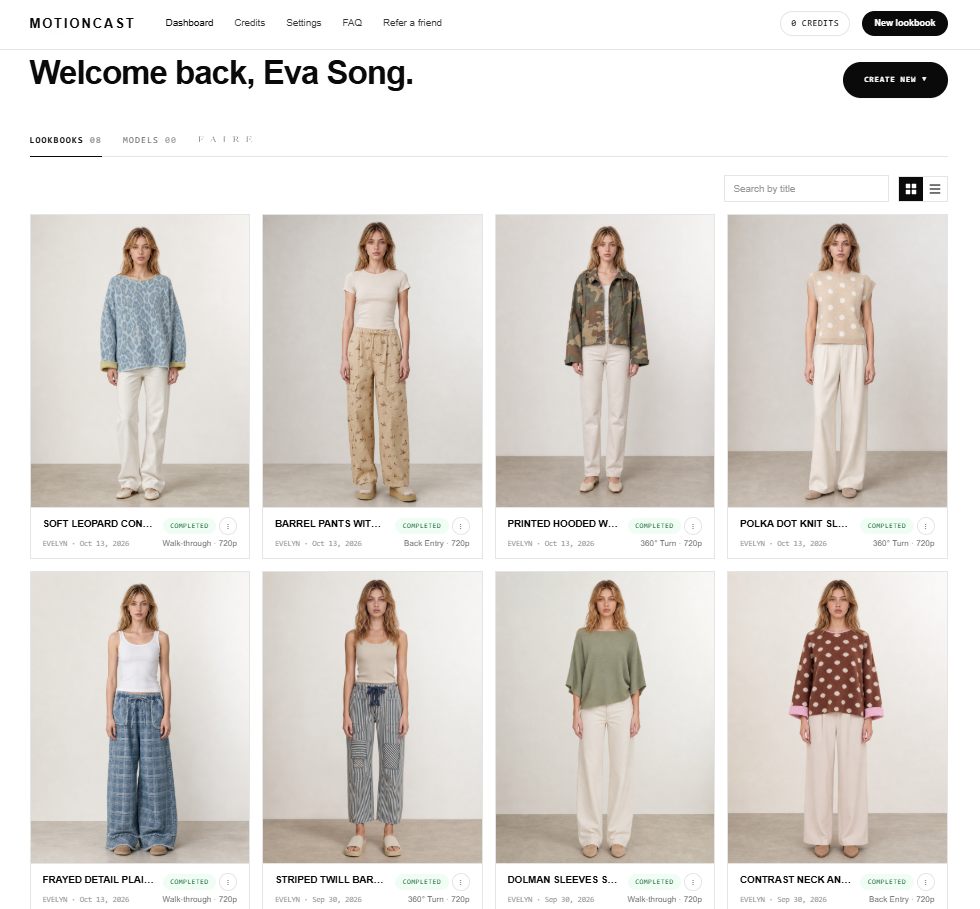 MOTIONCAST Dashboard Credits Settings FAQ Refer a friend 0 CREDITS New lookbook
Welcome back, Eva Song.
CREATE NEW ▼
LOOKBOOKS 08 MODELS 00 FAIRE
Search by title
SOFT LEOPARD CON... COMPLETED
EVELYN · Oct 13, 2026 Walk-through · 720p
BARREL PANTS WIT... COMPLETED
EVELYN · Oct 13, 2026 Back Entry · 720p
PRINTED HOODED W... COMPLETED
EVELYN · Oct 13, 2026 360° Turn · 720p
POLKA DOT KNIT SL... COMPLETED
EVELYN · Oct 13, 2026 360° Turn · 720p
FRAYED DETAIL PLAI... COMPLETED
EVELYN · Oct 13, 2026 Walk-through · 720p
STRIPED TWILL BAR... COMPLETED
EVELYN · Sep 30, 2026 360° Turn · 720p
DOLMAN SLEEVES S... COMPLETED
EVELYN · Sep 30, 2026 Walk-through · 720p
CONTRAST NECK AN... COMPLETED
EVELYN · Sep 30, 2026 Back Entry · 720p